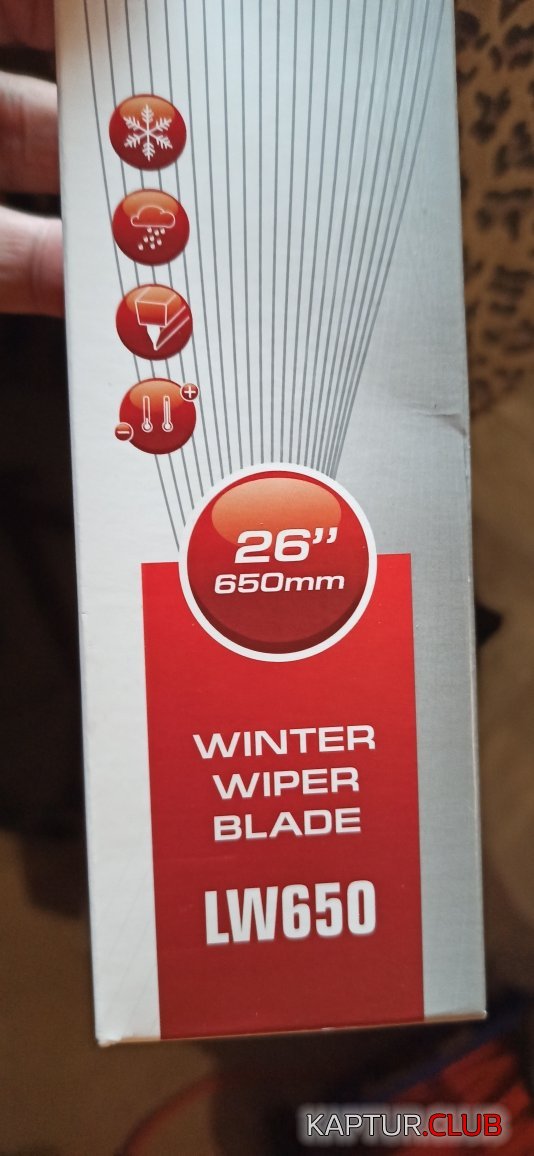 26”
650mm
WINTER
WIPER
BLADE
LW650
KAPTUR.CLUB